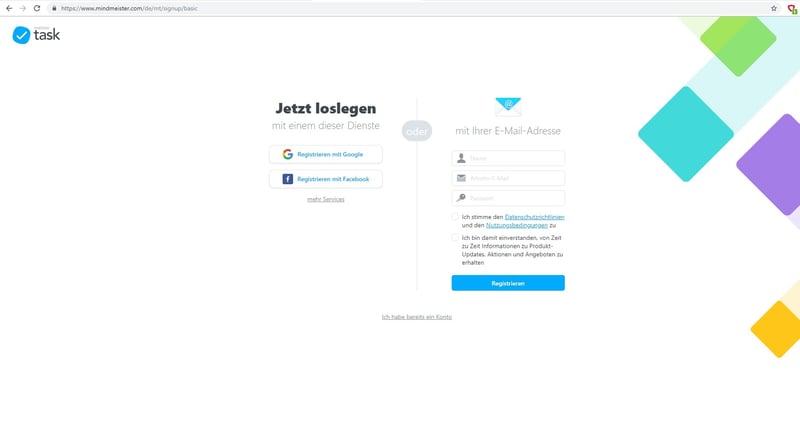 https://www.mindmeister.com/de/mt/signup/basic
task
Jetzt loslegen
mit einem dieser Dienste
Registrieren mit Google
Registrieren mit Facebook
mehr Services
oder
@
mit Ihrer E-Mail-Adresse
Name
Arbeits-E-Mail
Passwort
Ich stimme den Datenschutzrichtlinien
und den Nutzungsbedingungen zu
Ich bin damit einverstanden, von Zeit
zu Zeit Informationen zu Produkt-
Updates, Aktionen und Angeboten zu
erhalten
Registrieren
Ich habe bereits ein Konto